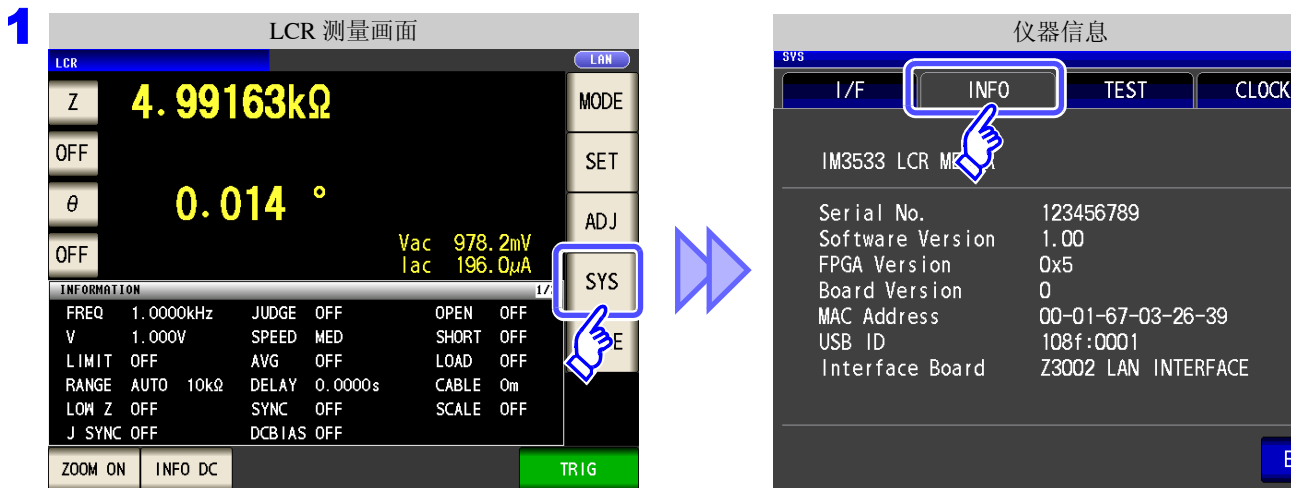 1
LCR 测量画面
LCR
LAN
Z
4.99163kΩ
MODE
OFF
SET
θ
0.014 °
ADJ
OFF
Vac 978.2mV
Iac 196.0μA
SYS
INFORMATION
1/
FREQ 1.0000kHz JUDGE OFF OPEN OFF
V 1.000V SPEED MED SHORT OFF
LIMIT OFF AVG OFF LOAD OFF
RANGE AUTO 10kΩ DELAY 0.0000s CABLE 0m
LOW Z OFF SYNC OFF SCALE OFF
J SYNC OFF DCBIAS OFF
ZOOM ON INFO DC TRIG
仪器信息
SYS
I/F INFO TEST CLOCK
IM3533 LCR
Serial No. 123456789
Software Version 1.00
FPGA Version 0x5
Board Version 0
MAC Address 00-01-67-03-26-39
USB ID 108f:0001
Interface Board Z3002 LAN INTERFACE